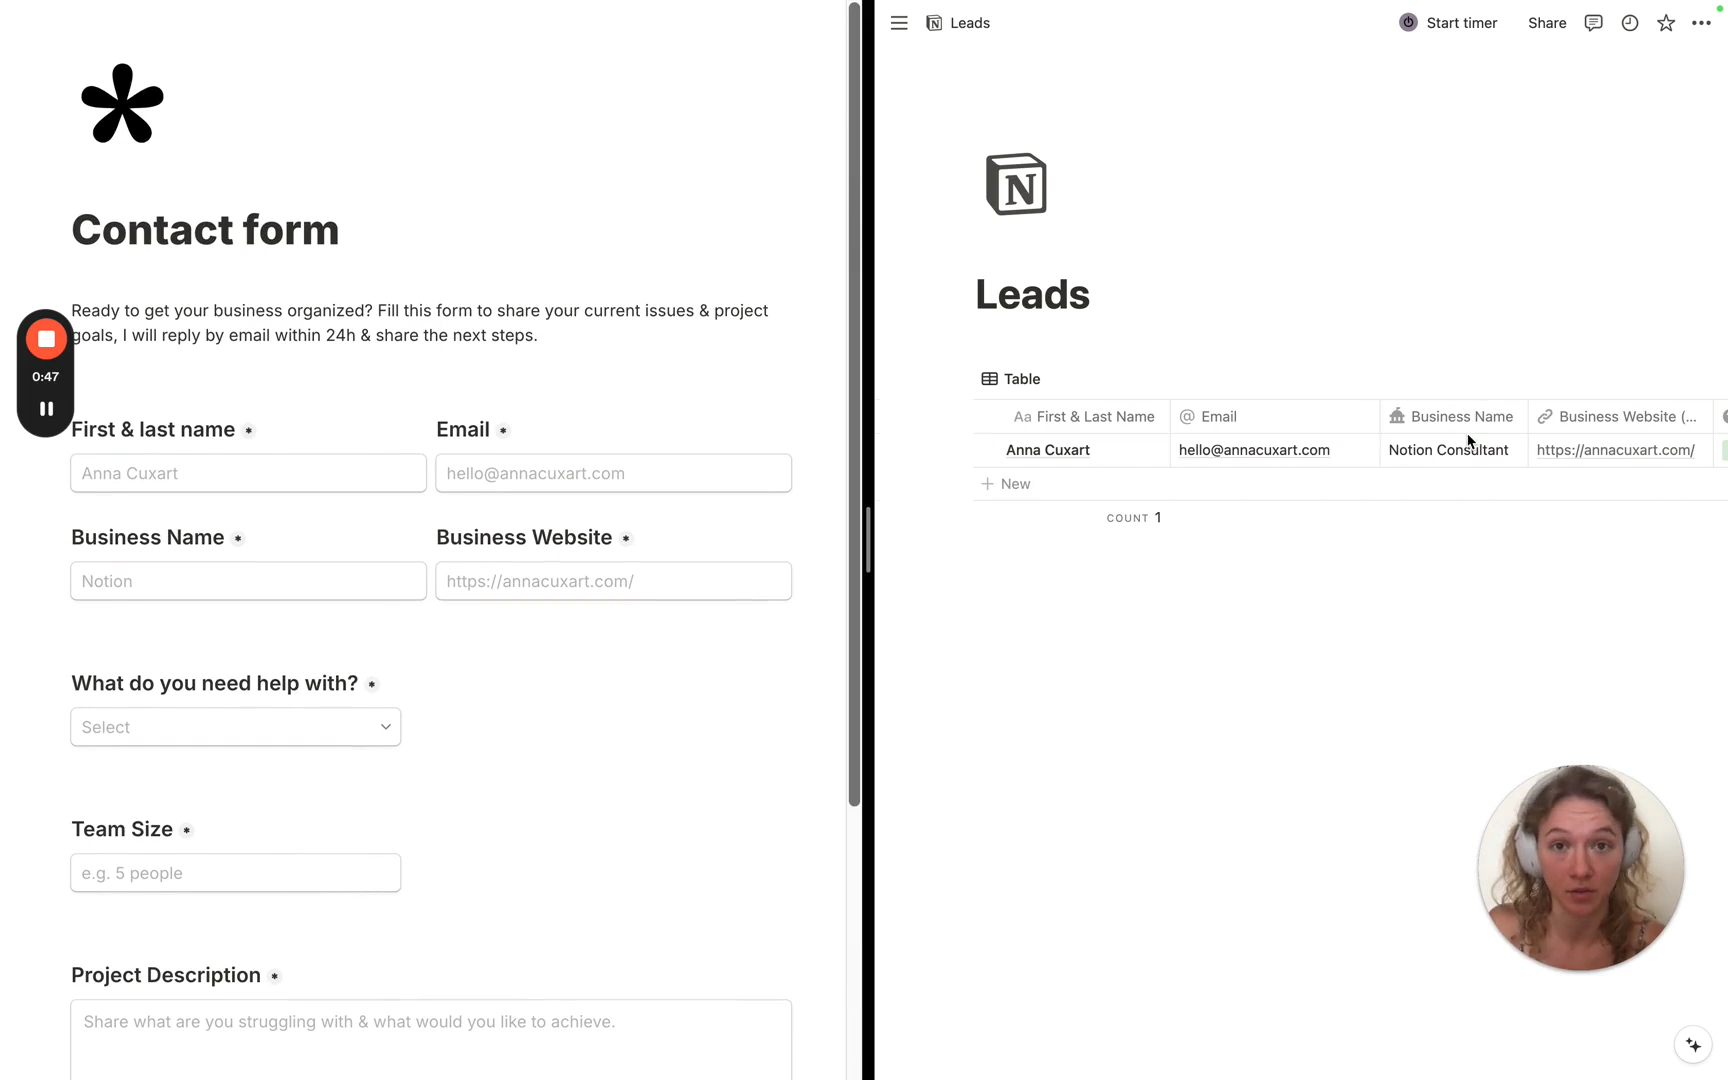 Contact form
Ready to get your business organized? Fill this form to share your current issues & project
goals, I will reply by email within 24h & share the next steps.
0:47
First & last name *
Email *
Anna Cuxart
hello@annacuxart.com
Business Name *
Business Website *
Notion
https://annacuxart.com/
What do you need help with? *
Select
Team Size *
e.g. 5 people
Project Description *
Share what are you struggling with & what would you like to achieve.
Leads
Start timer
Share
N
Leads
Table
Aa First & Last Name
@ Email
Business Name
Business Website (...
Anna Cuxart
hello@annacuxart.com
Notion Consultant
https://annacuxart.com/
+ New
COUNT 1